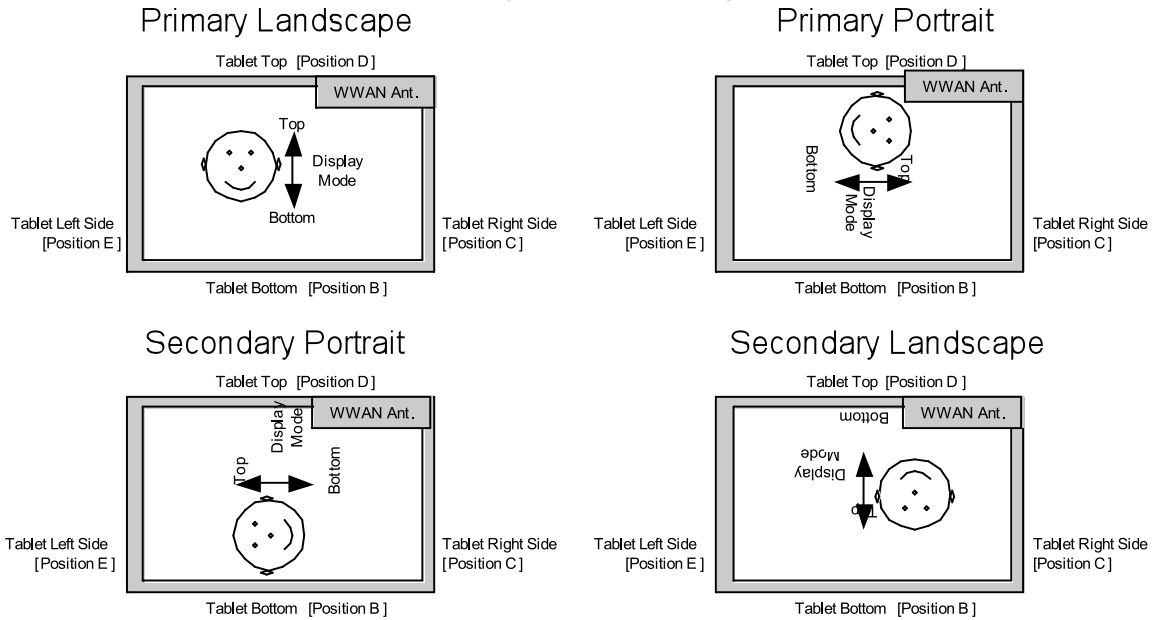 Primary Landscape
Tablet Top [Position D]
WWAN Ant.
Top
Display
Mode
Bottom
Tablet Left Side
[Position E]
Tablet Right Side
[Position C]
Tablet Bottom [Position B]
Primary Portrait
Tablet Top [Position D]
WWAN Ant.
Top
Display
Mode
Bottom
Tablet Left Side
[Position E]
Tablet Right Side
[Position C]
Tablet Bottom [Position B]
Secondary Portrait
Tablet Top [Position D]
WWAN Ant.
Display
Mode
Top
Bottom
Tablet Left Side
[Position E]
Tablet Right Side
[Position C]
Tablet Bottom [Position B]
Secondary Landscape
Tablet Top [Position D]
WWAN Ant.
Bottom
Display
Mode
Top
Tablet Left Side
[Position E]
Tablet Right Side
[Position C]
Tablet Bottom [Position B]